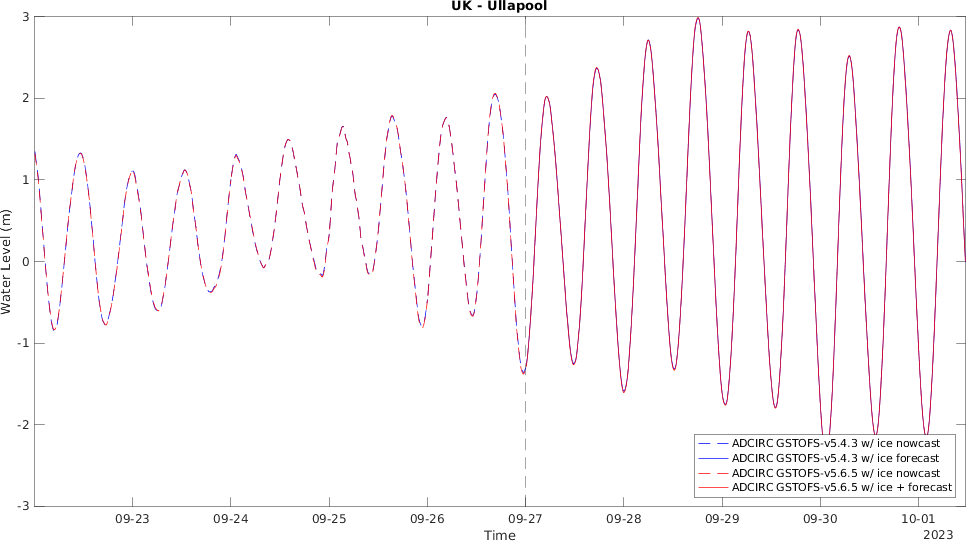 UK - Ullapool
Water Level (m)
3
2
1
0
-1
-2
-3
ADCIRC GSTOFS-v5.4.3 w/ ice nowcast
ADCIRC GSTOFS-v5.4.3 w/ ice forecast
ADCIRC GSTOFS-v5.6.5 w/ ice nowcast
ADCIRC GSTOFS-v5.6.5 w/ ice + forecast
09-23 09-24 09-25 09-26 09-27 09-28 09-29 09-30 10-01
Time
2023